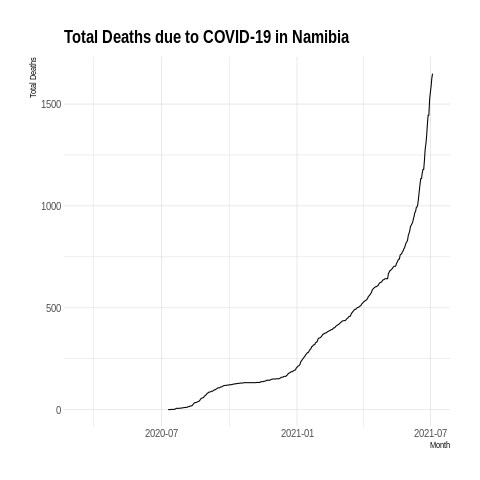 Total Deaths due to COVID-19 in Namibia
Total Deaths
1500
1000
500
0
2020-07
2021-01
2021-07
Month